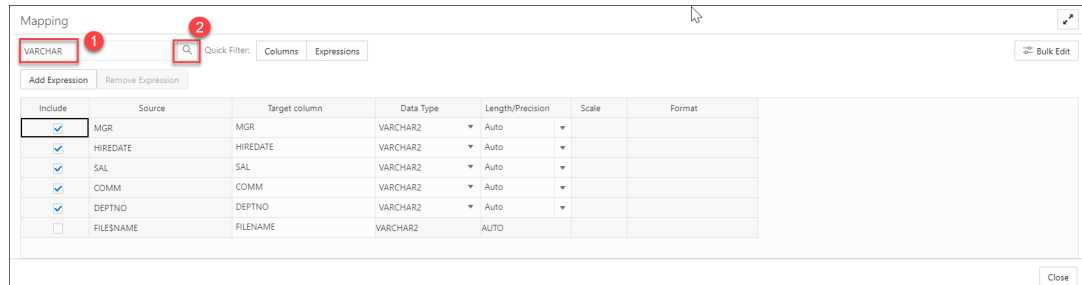 Mapping
2
VARCHAR
1
Quick Filter:
Columns
Expressions
Bulk Edit
Add Expression
Remove Expression
Include Source Target column Data Type Length/Precision Scale Format
MGR MGR VARCHAR2 Auto
HIREDATE HIREDATE VARCHAR2 Auto
SAL SAL VARCHAR2 Auto
COMM COMM VARCHAR2 Auto
DEPTNO DEPTNO VARCHAR2 Auto
FILE$NAME FILENAME VARCHAR2 AUTO
Close